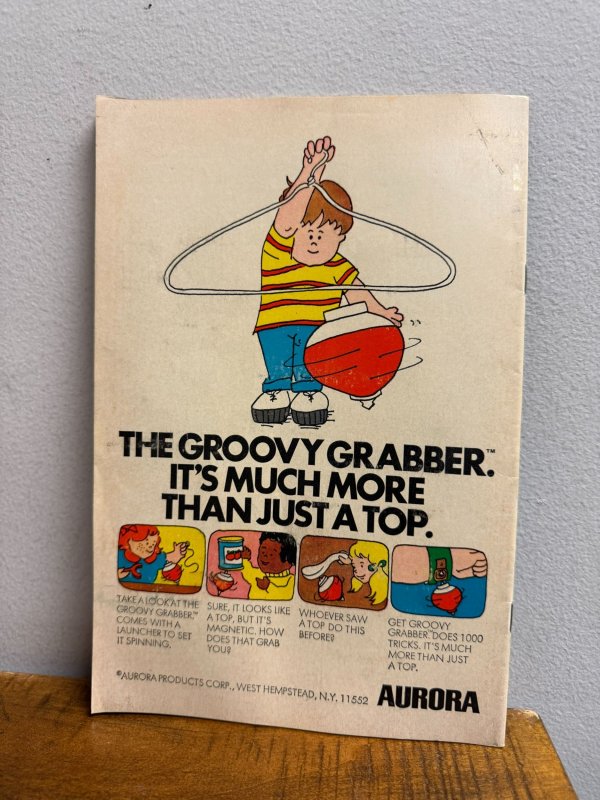 THE GROOVY GRABBER.™
IT'S MUCH MORE
THAN JUST A TOP.
TAKE A LOOK AT THE
GROOVY GRABBER.™
COMES WITH A
LAUNCHER TO SET
IT SPINNING.
SURE, IT LOOKS LIKE
A TOP, BUT IT'S
MAGNETIC. HOW
DOES THAT GRAB
YOU?
WHOEVER SAW
A TOP DO THIS
BEFORE?
GET GROOVY
GRABBER.™ DOES 1000
TRICKS. IT'S MUCH
MORE THAN JUST
A TOP.
©AURORA PRODUCTS CORP., WEST HEMPSTEAD, N.Y. 11552
AURORA